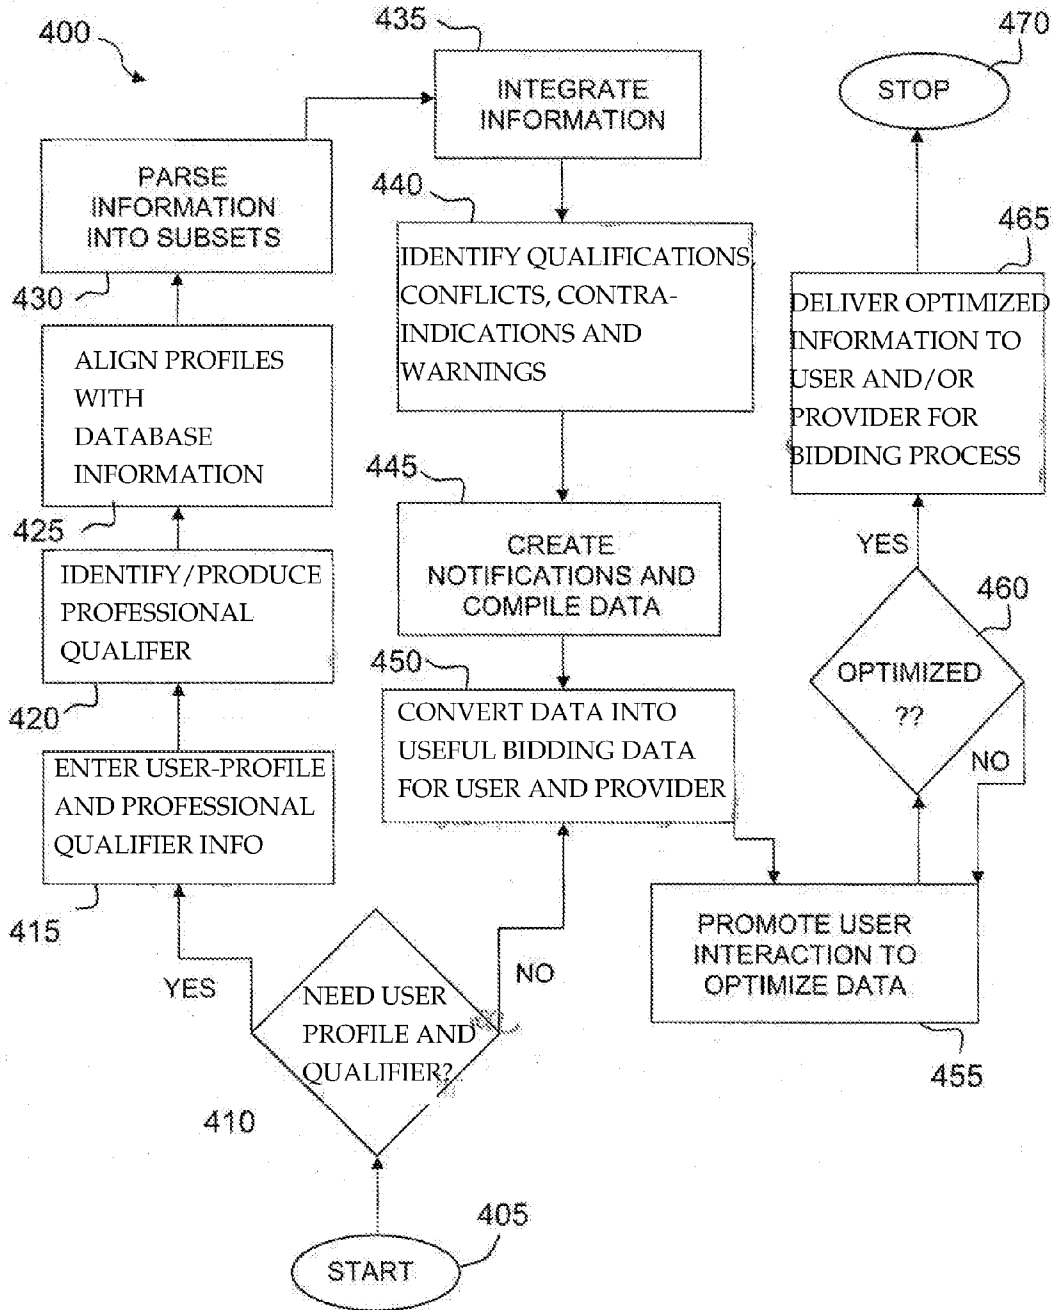 400
435
INTEGRATE
INFORMATION
470
STOP
PARSE
INFORMATION
INTO SUBSETS
430
440
IDENTIFY QUALIFICATIONS,
CONFLICTS, CONTRA-
INDICATIONS AND
WARNINGS
465
DELIVER OPTIMIZED
INFORMATION TO
USER AND/OR
PROVIDER FOR
BIDDING PROCESS
ALIGN PROFILES
WITH
DATABASE
INFORMATION
425
445
CREATE
NOTIFICATIONS AND
COMPILE DATA
YES
460
OPTIMIZED
??
NO
IDENTIFY/PRODUCE
PROFESSIONAL
QUALIFER
420
450
CONVERT DATA INTO
USEFUL BIDDING DATA
FOR USER AND PROVIDER
ENTER USER-PROFILE
AND PROFESSIONAL
QUALIFIER INFO
415
PROMOTE USER
INTERACTION TO
OPTIMIZE DATA
455
YES
NO
NEED USER
PROFILE AND
QUALIFIER?
410
405
START